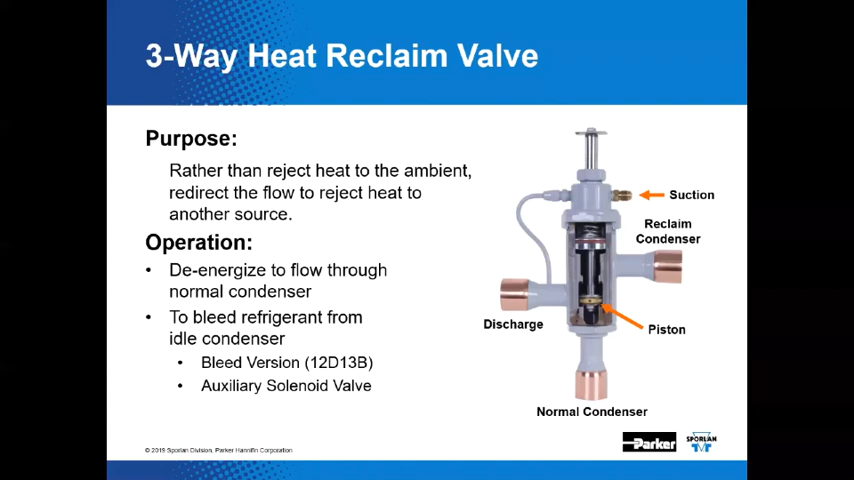 3-Way Heat Reclaim Valve
Purpose:
Rather than reject heat to the ambient,
redirect the flow to reject heat to
another source.
Operation:
• De-energize to flow through
normal condenser
• To bleed refrigerant from
idle condenser
• Bleed Version (12D13B)
• Auxiliary Solenoid Valve
Suction
Reclaim
Condenser
Discharge
Piston
Normal Condenser
© 2019 Sporlan Division, Parker Hannifin Corporation
Parker
SPORLAN